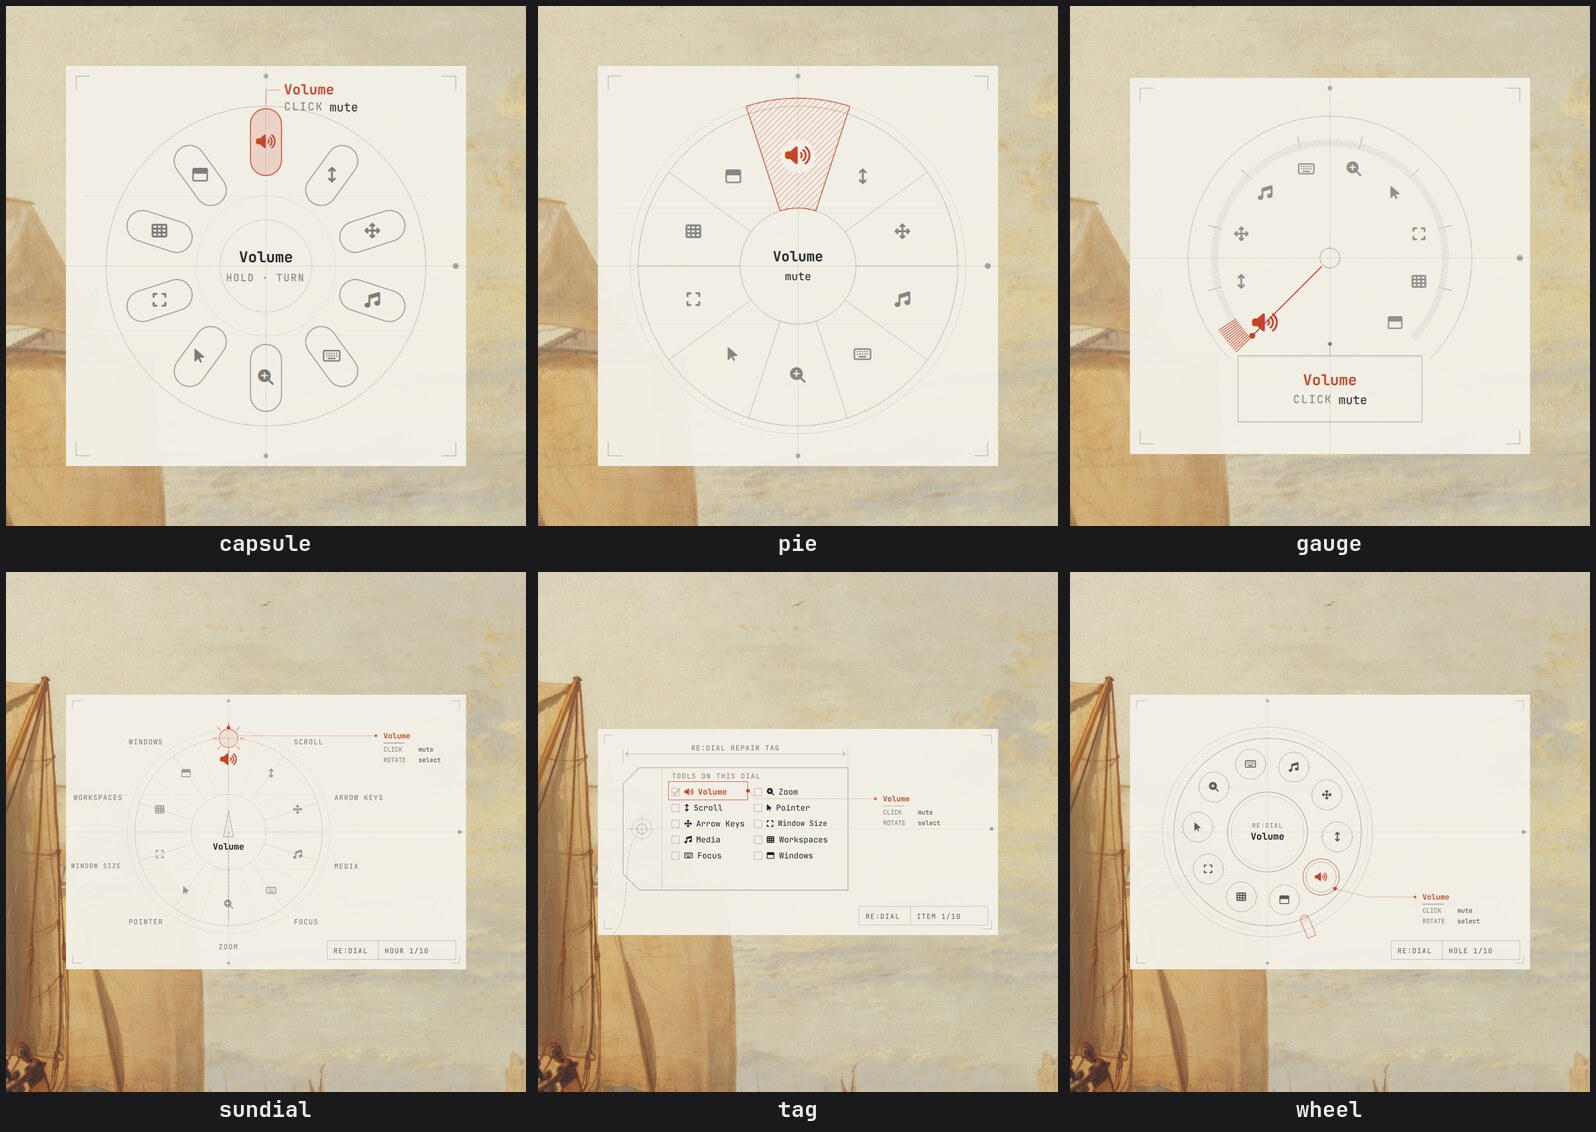 Volume
CLICK mute
Volume
HOLD · TURN
capsule
Volume
mute
pie
Volume
CLICK mute
gauge
WINDOWS
SCROLL
Volume
CLICK mute
ROTATE select
WORKSPACES
ARROW KEYS
Volume
WINDOW SIZE
MEDIA
POINTER
FOCUS
ZOOM
RE:DIAL HOUR 1/10
sundial
RE:DIAL REPAIR TAG
TOOLS ON THIS DIAL
Volume
Zoom
Scroll
Pointer
Arrow Keys
Window Size
Media
Workspaces
Focus
Windows
Volume
CLICK mute
ROTATE select
RE:DIAL ITEM 1/10
tag
RE:DIAL
Volume
Volume
CLICK mute
ROTATE select
RE:DIAL HOLE 1/10
wheel